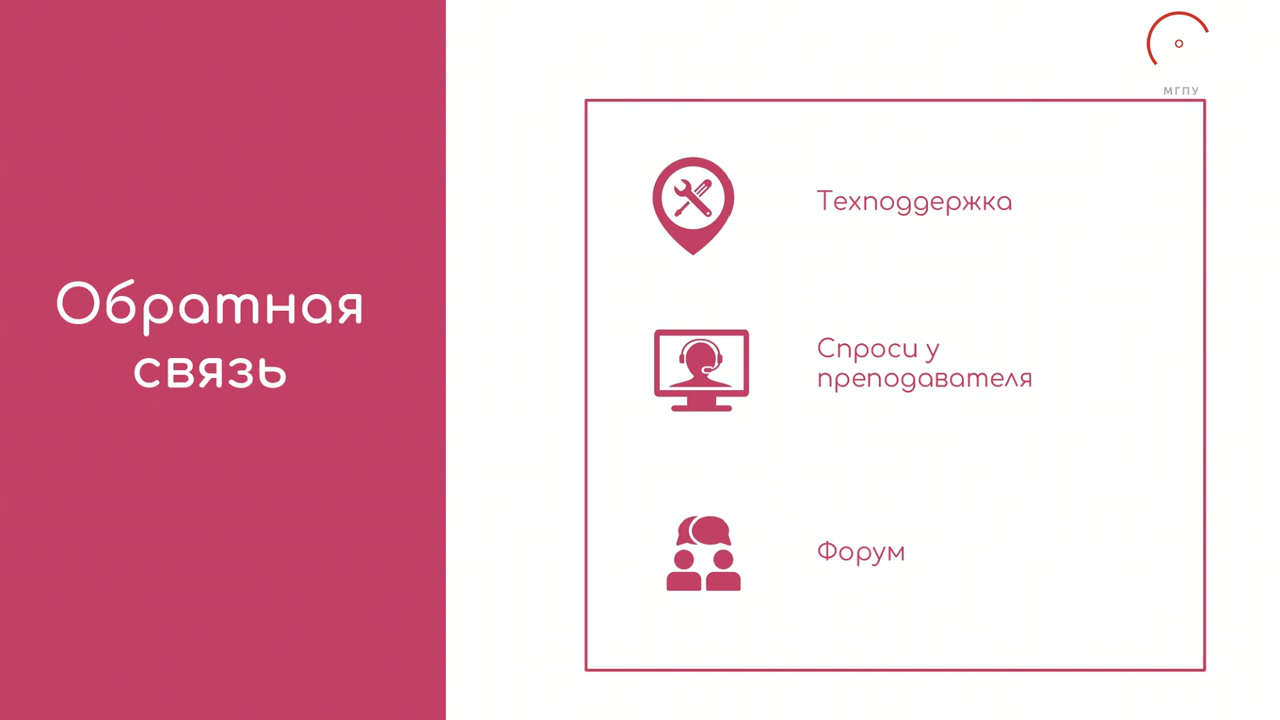 МГПУ
Обратная
связь
Техподдержка
Спроси у
преподавателя
Форум